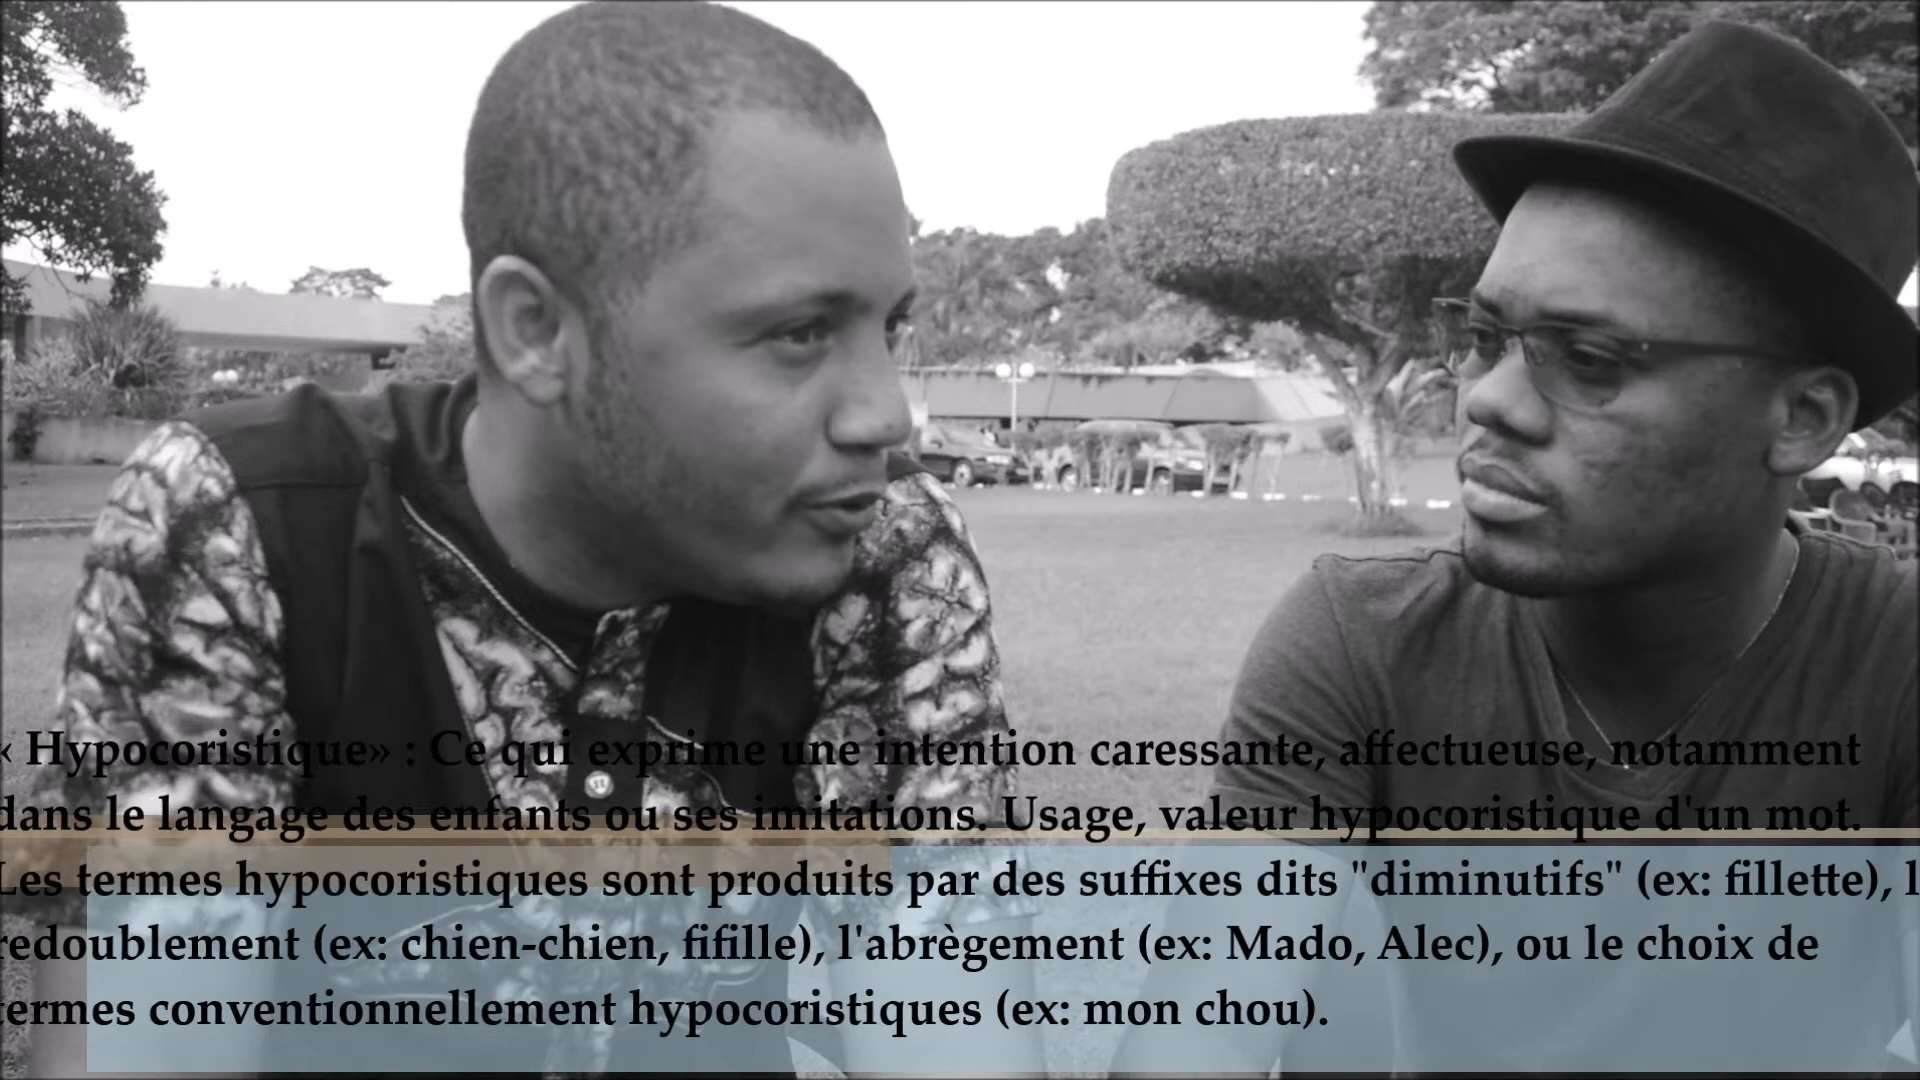 « Hypocoristique» : Ce qui exprime une intention caressante, affectueuse, notamment
dans le langage des enfants ou ses imitations. Usage, valeur hypocoristique d'un mot.
Les termes hypocoristiques sont produits par des suffixes dits "diminutifs" (ex: fillette), l
redoublement (ex: chien-chien, fifille), l'abrègement (ex: Mado, Alec), ou le choix de
termes conventionnellement hypocoristiques (ex: mon chou).